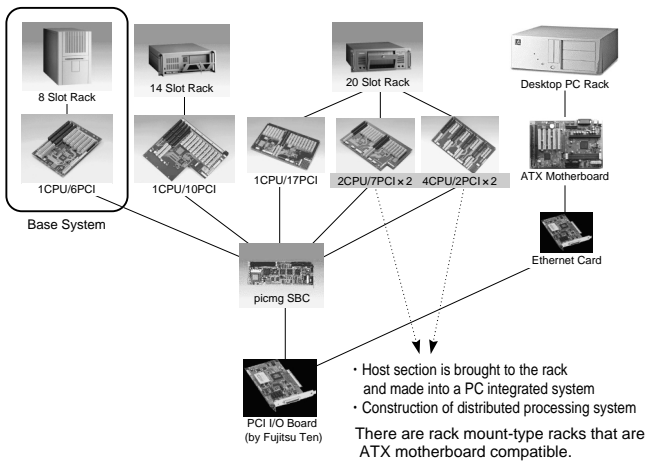 8 Slot Rack
14 Slot Rack
20 Slot Rack
Desktop PC Rack
1CPU/6PCI
1CPU/10PCI
1CPU/17PCI
2CPU/7PCI×2
4CPU/2PCI×2
ATX Motherboard
Base System
Ethernet Card
picmg SBC
PCI I/O Board
(by Fujitsu Ten)
・Host section is brought to the rack
and made into a PC integrated system
・Construction of distributed processing system
There are rack mount-type racks that are
ATX motherboard compatible.